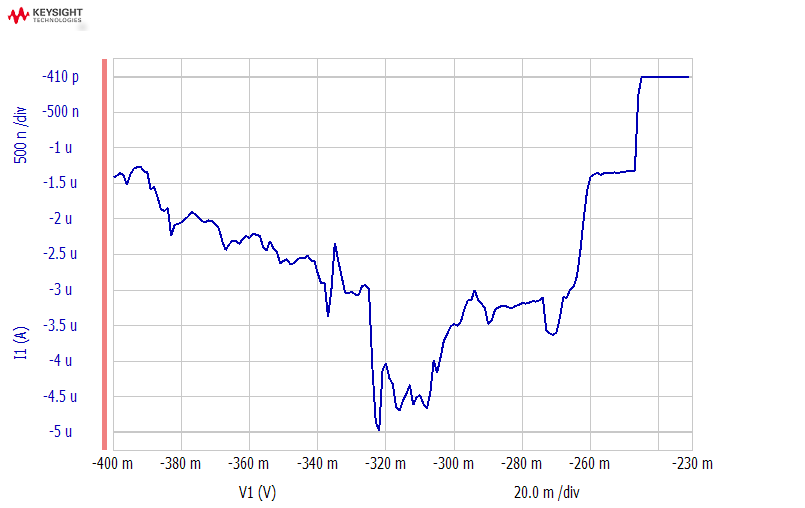 KEYSIGHT
TECHNOLOGIES
-410 p
-500 n
-1 u
-1.5 u
-2 u
-2.5 u
-3 u
-3.5 u
-4 u
-4.5 u
-5 u
500 n /div
I1 (A)
-400 m -380 m -360 m -340 m -320 m -300 m -280 m -260 m -230 m
V1 (V) 20.0 m /div